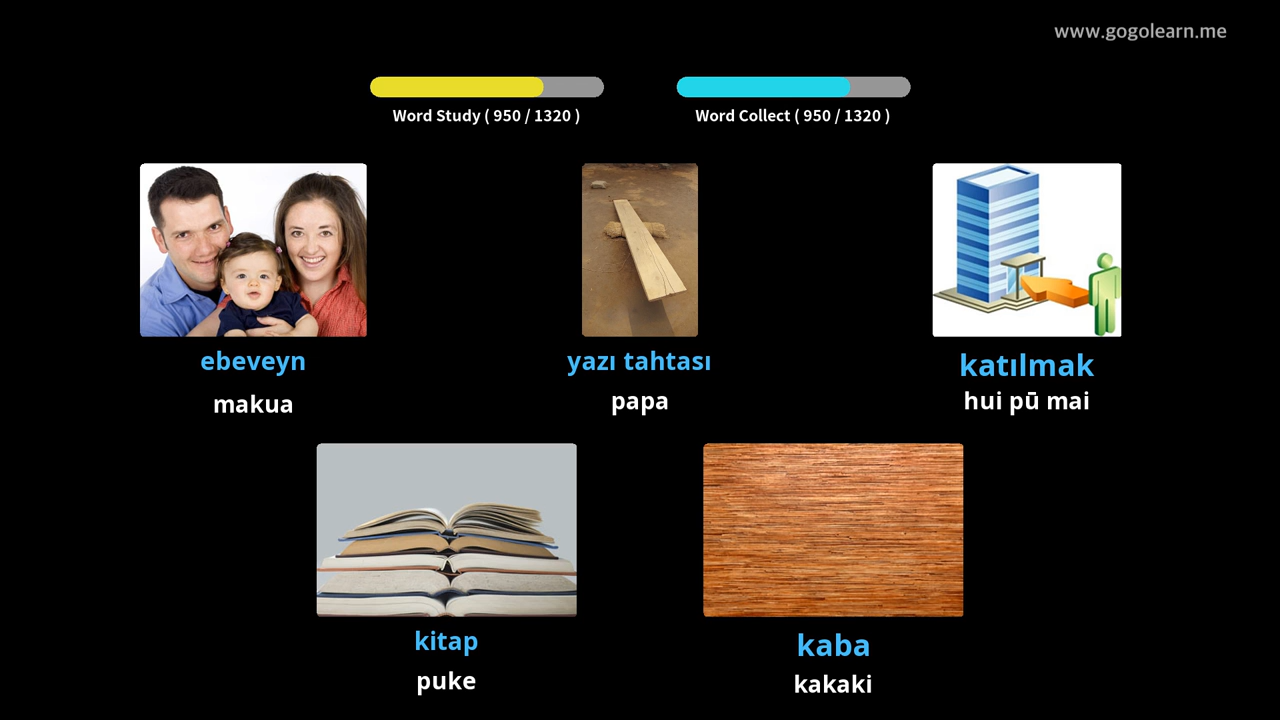 www.gogolearn.me
Word Study ( 950 / 1320 )
Word Collect ( 950 / 1320 )
ebeveyn
makua
yazı tahtası
papa
katılmak
hui pū mai
kitap
puke
kaba
kakaki